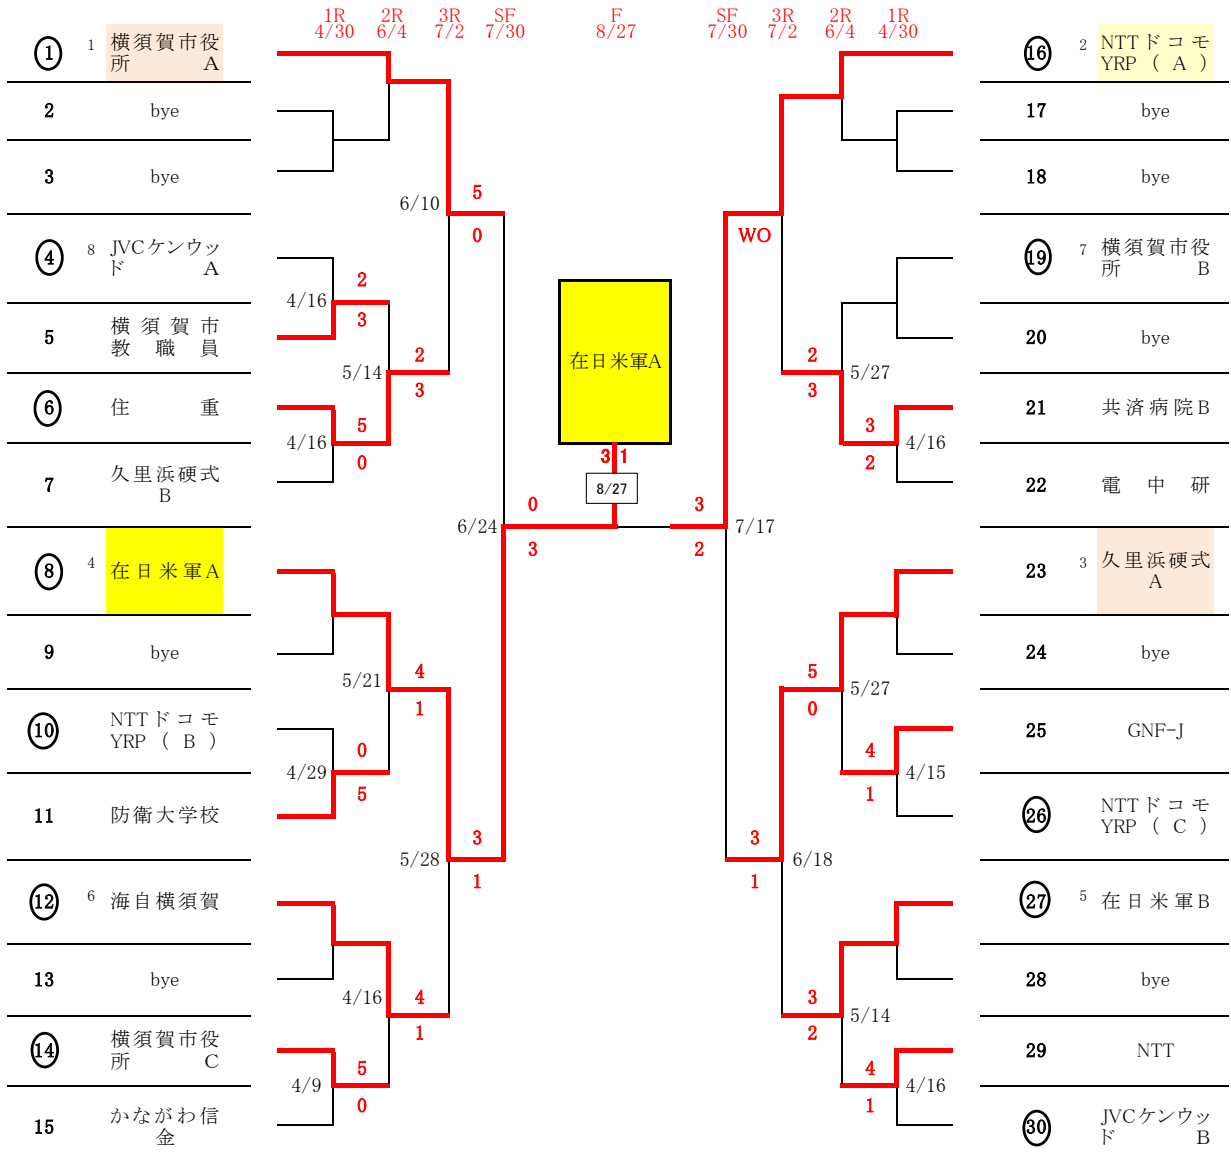 1R 2R 3R SF F SF 3R 2R 1R
4/30 6/4 7/2 7/30 8/27 7/30 7/2 6/4 4/30
1 1 横須賀市役
所 A
2 bye
3 bye
4 8 JVCケンウッ
ド A
5 横須賀市
教職員
6 住重
7 久里浜硬式
B
8 4 在日米軍A
9 bye
10 NTTドコモ
YRP(B)
11 防衛大学校
12 6 海自横須賀
13 bye
14 横須賀市役
所 C
15 かながわ信
金
6/10
5
0
4/16
2
3
5/14
2
3
4/16
5
0
6/24
0
3
5/21
4
1
4/29
0
5
5/28
3
1
4/16
4
1
4/9
5
0
在日米軍A
3 1
8/27
WO
2
3
5/27
3
2
4/16
3
2
7/17
5
0
5/27
4
1
4/15
3
1
6/18
3
2
5/14
4
1
4/16
16 2 NTTドコモ
YRP(A)
17 bye
18 bye
19 7 横須賀市役
所 B
20 bye
21 共済病院B
22 電中研
23 3 久里浜硬式
A
24 bye
25 GNF-J
26 NTTドコモ
YRP(C)
27 5 在日米軍B
28 bye
29 NTT
30 JVCケンウッ
ド B